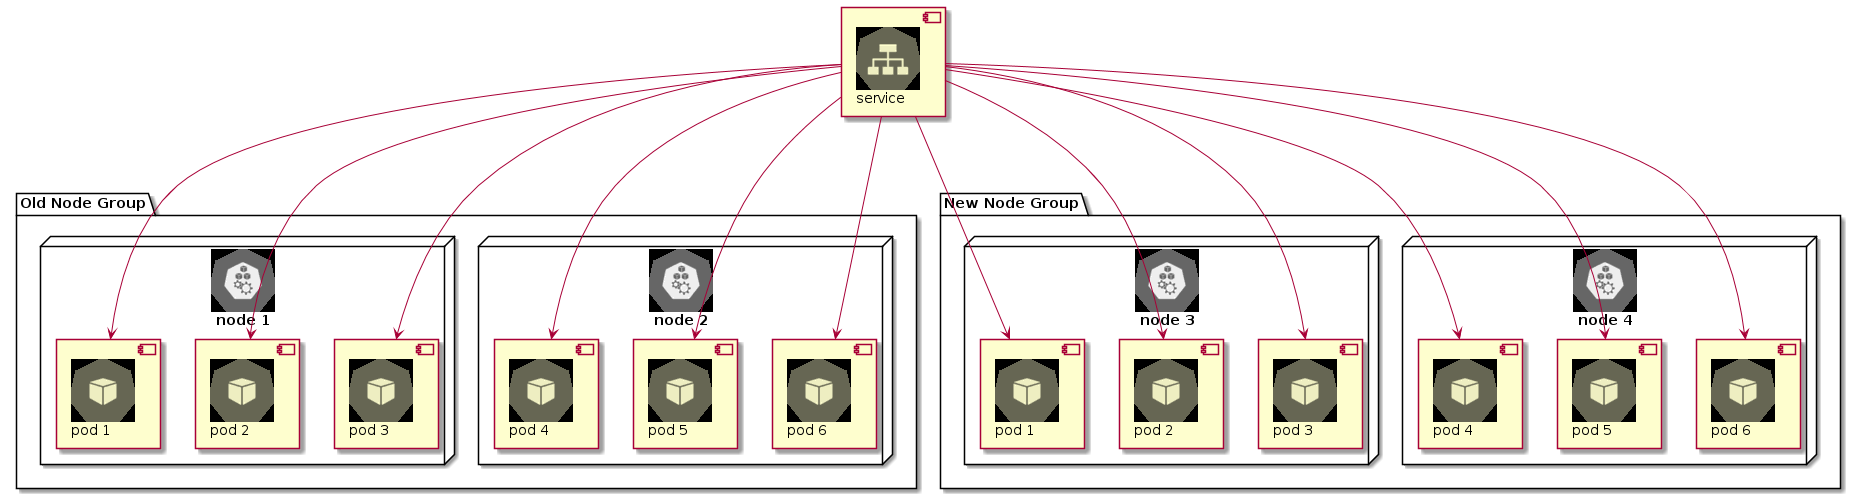 service
Old Node Group
New Node Group
node 1
node 2
node 3
node 4
pod 1
pod 2
pod 3
pod 4
pod 5
pod 6
pod 1
pod 2
pod 3
pod 4
pod 5
pod 6